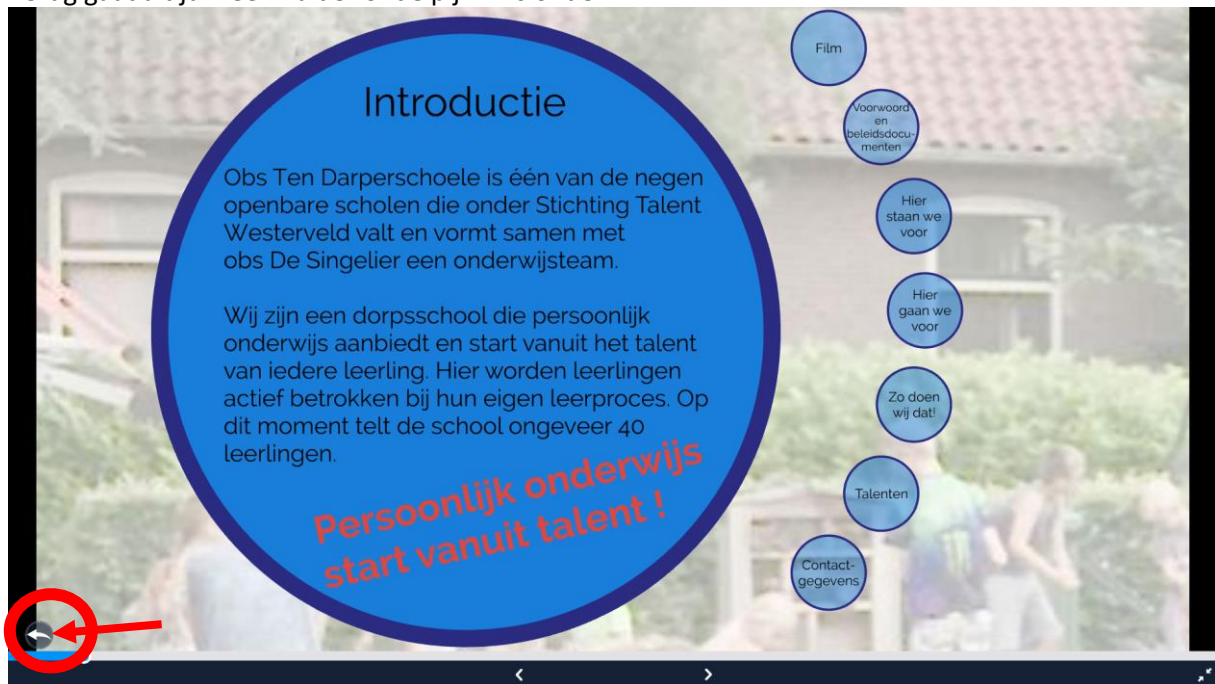 Introductie
Obs Ten Darperschoele is één van de negen
openbare scholen die onder Stichting Talent
Westerveld valt en vormt samen met
obs De Singelier een onderwijsteam.
Wij zijn een dorpsschool die persoonlijk
onderwijs aanbiedt en start vanuit het talent
van iedere leerling. Hier worden leerlingen
actief betrokken bij hun eigen leerproces. Op
dit moment telt de school ongeveer 40
leerlingen.
Persoonlijk onderwijs
start vanuit talent !
Film
Voorwoord
en
beleidsdocu-
menten
Hier
staan we
voor
Hier
gaan we
voor
Zo doen
wij dat!
Talenten
Contact-
gegevens